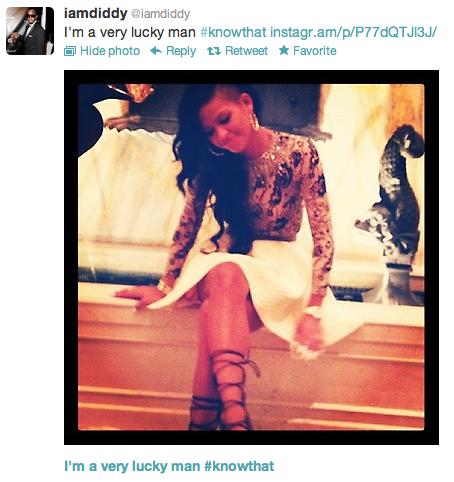 iamdiddy @iamdiddy
I'm a very lucky man #knowthat instagr.am/p/P77dQTJl3J/
Hide photo Reply Retweet Favorite
I'm a very lucky man #knowthat